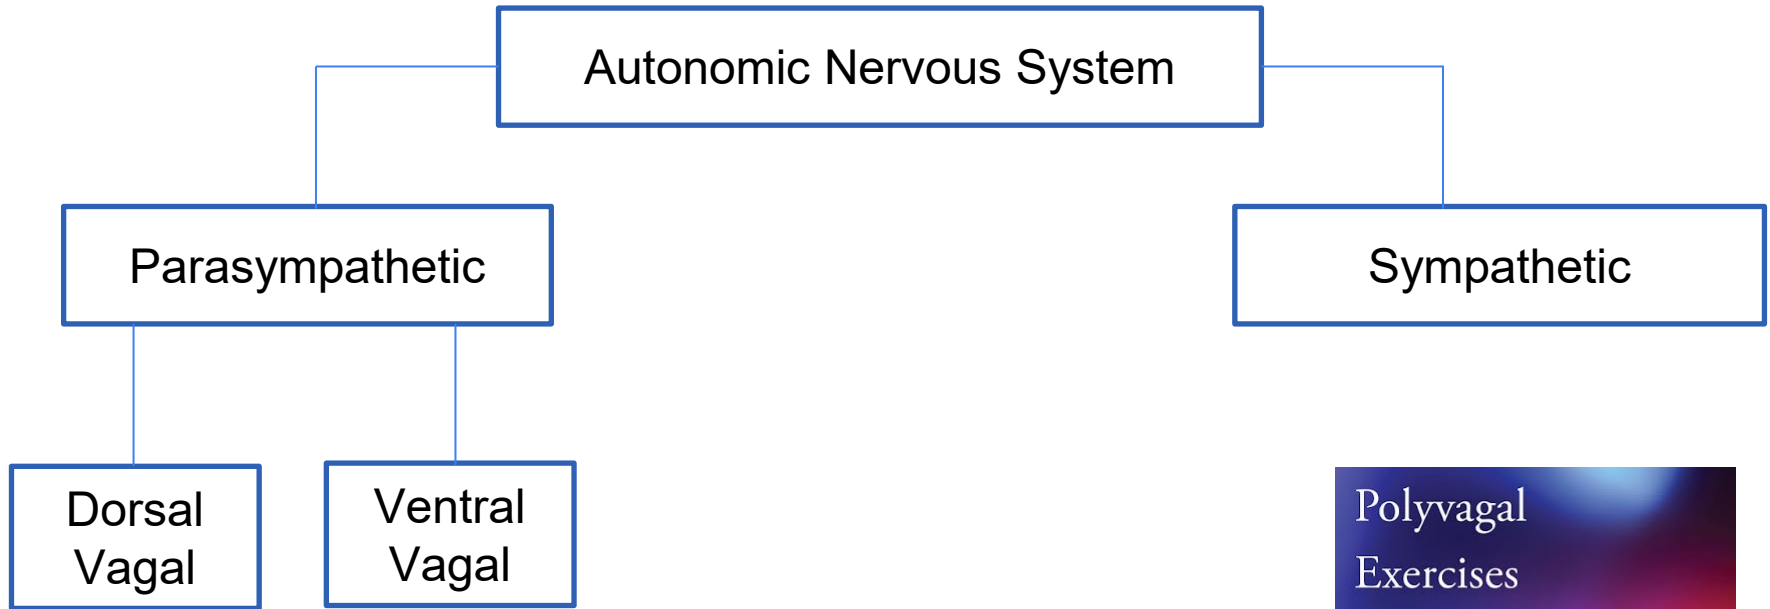 Autonomic Nervous System
Parasympathetic
Sympathetic
Dorsal
Vagal
Ventral
Vagal
Polyvagal
Exercises